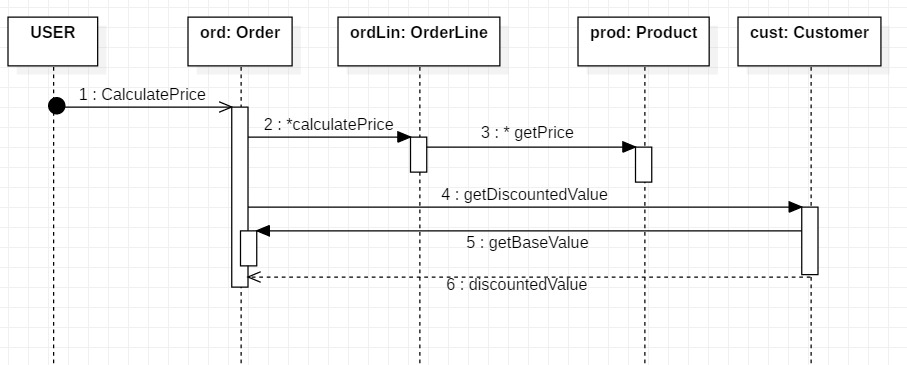 USER
ord: Order
ordLin: OrderLine
prod: Product
cust: Customer
1 : CalculatePrice
2 : *calculatePrice
3 : * getPrice
4 : getDiscountedValue
5 : getBaseValue
6 : discountedValue